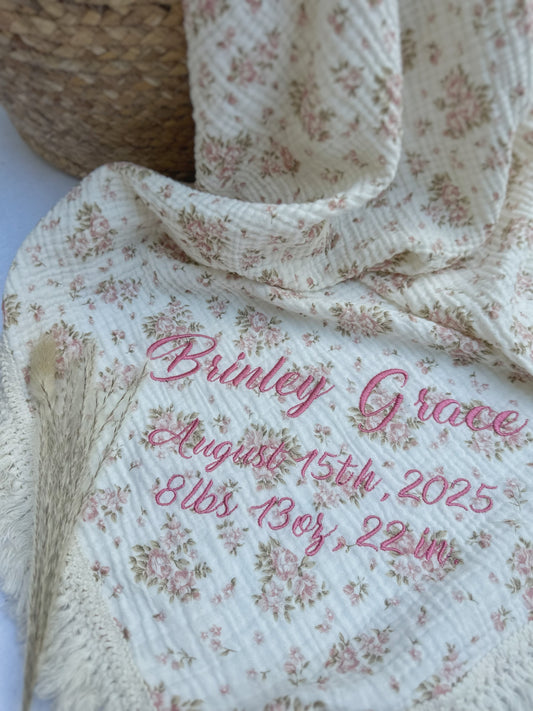 Brinley Grace
August 15th, 2025
8lbs 13oz, 22 in.